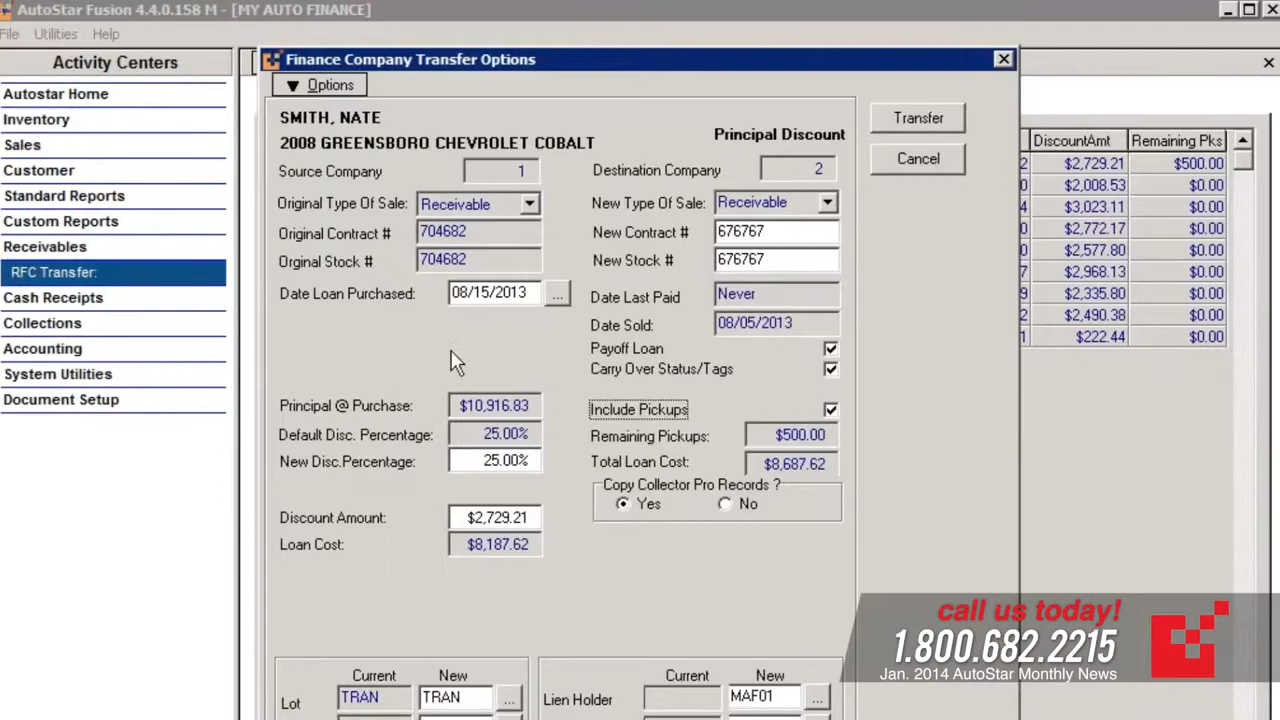 AutoStar Fusion 4.4.0.158 M - [MY AUTO FINANCE]
File Utilities Help
Activity Centers
Autostar Home
Inventory
Sales
Customer
Standard Reports
Custom Reports
Receivables
RFC Transfer:
Cash Receipts
Collections
Accounting
System Utilities
Document Setup
Finance Company Transfer Options
Options
SMITH, NATE
2008 GREENSBORO CHEVROLET COBALT
Principal Discount
Transfer
Cancel
Source Company 1
Destination Company 2
Original Type Of Sale: Receivable
New Type Of Sale: Receivable
Original Contract # 704682
New Contract # 676767
Orginal Stock # 704682
New Stock # 676767
Date Loan Purchased: 08/15/2013 ...
Date Last Paid Never
Date Sold: 08/05/2013
Payoff Loan
Carry Over Status/Tags
Principal @ Purchase: $10,916.83
Include Pickups
Default Disc. Percentage: 25.00%
Remaining Pickups: $500.00
New Disc.Percentage: 25.00%
Total Loan Cost: $8,687.62
Copy Collector Pro Records ?
Yes No
Discount Amount: $2,729.21
Loan Cost: $8,187.62
Current New
Lot TRAN TRAN ...
Current New
Lien Holder MAF01 ...
DiscountAmt Remaining Pks
2 $2,729.21 $500.00
0 $2,008.53 $0.00
4 $3,023.11 $0.00
0 $2,772.17 $0.00
0 $2,577.80 $0.00
7 $2,968.13 $0.00
9 $2,335.80 $0.00
2 $2,490.38 $0.00
1 $222.44 $0.00
call us today!
1.800.682.2215
Jan. 2014 AutoStar Monthly News